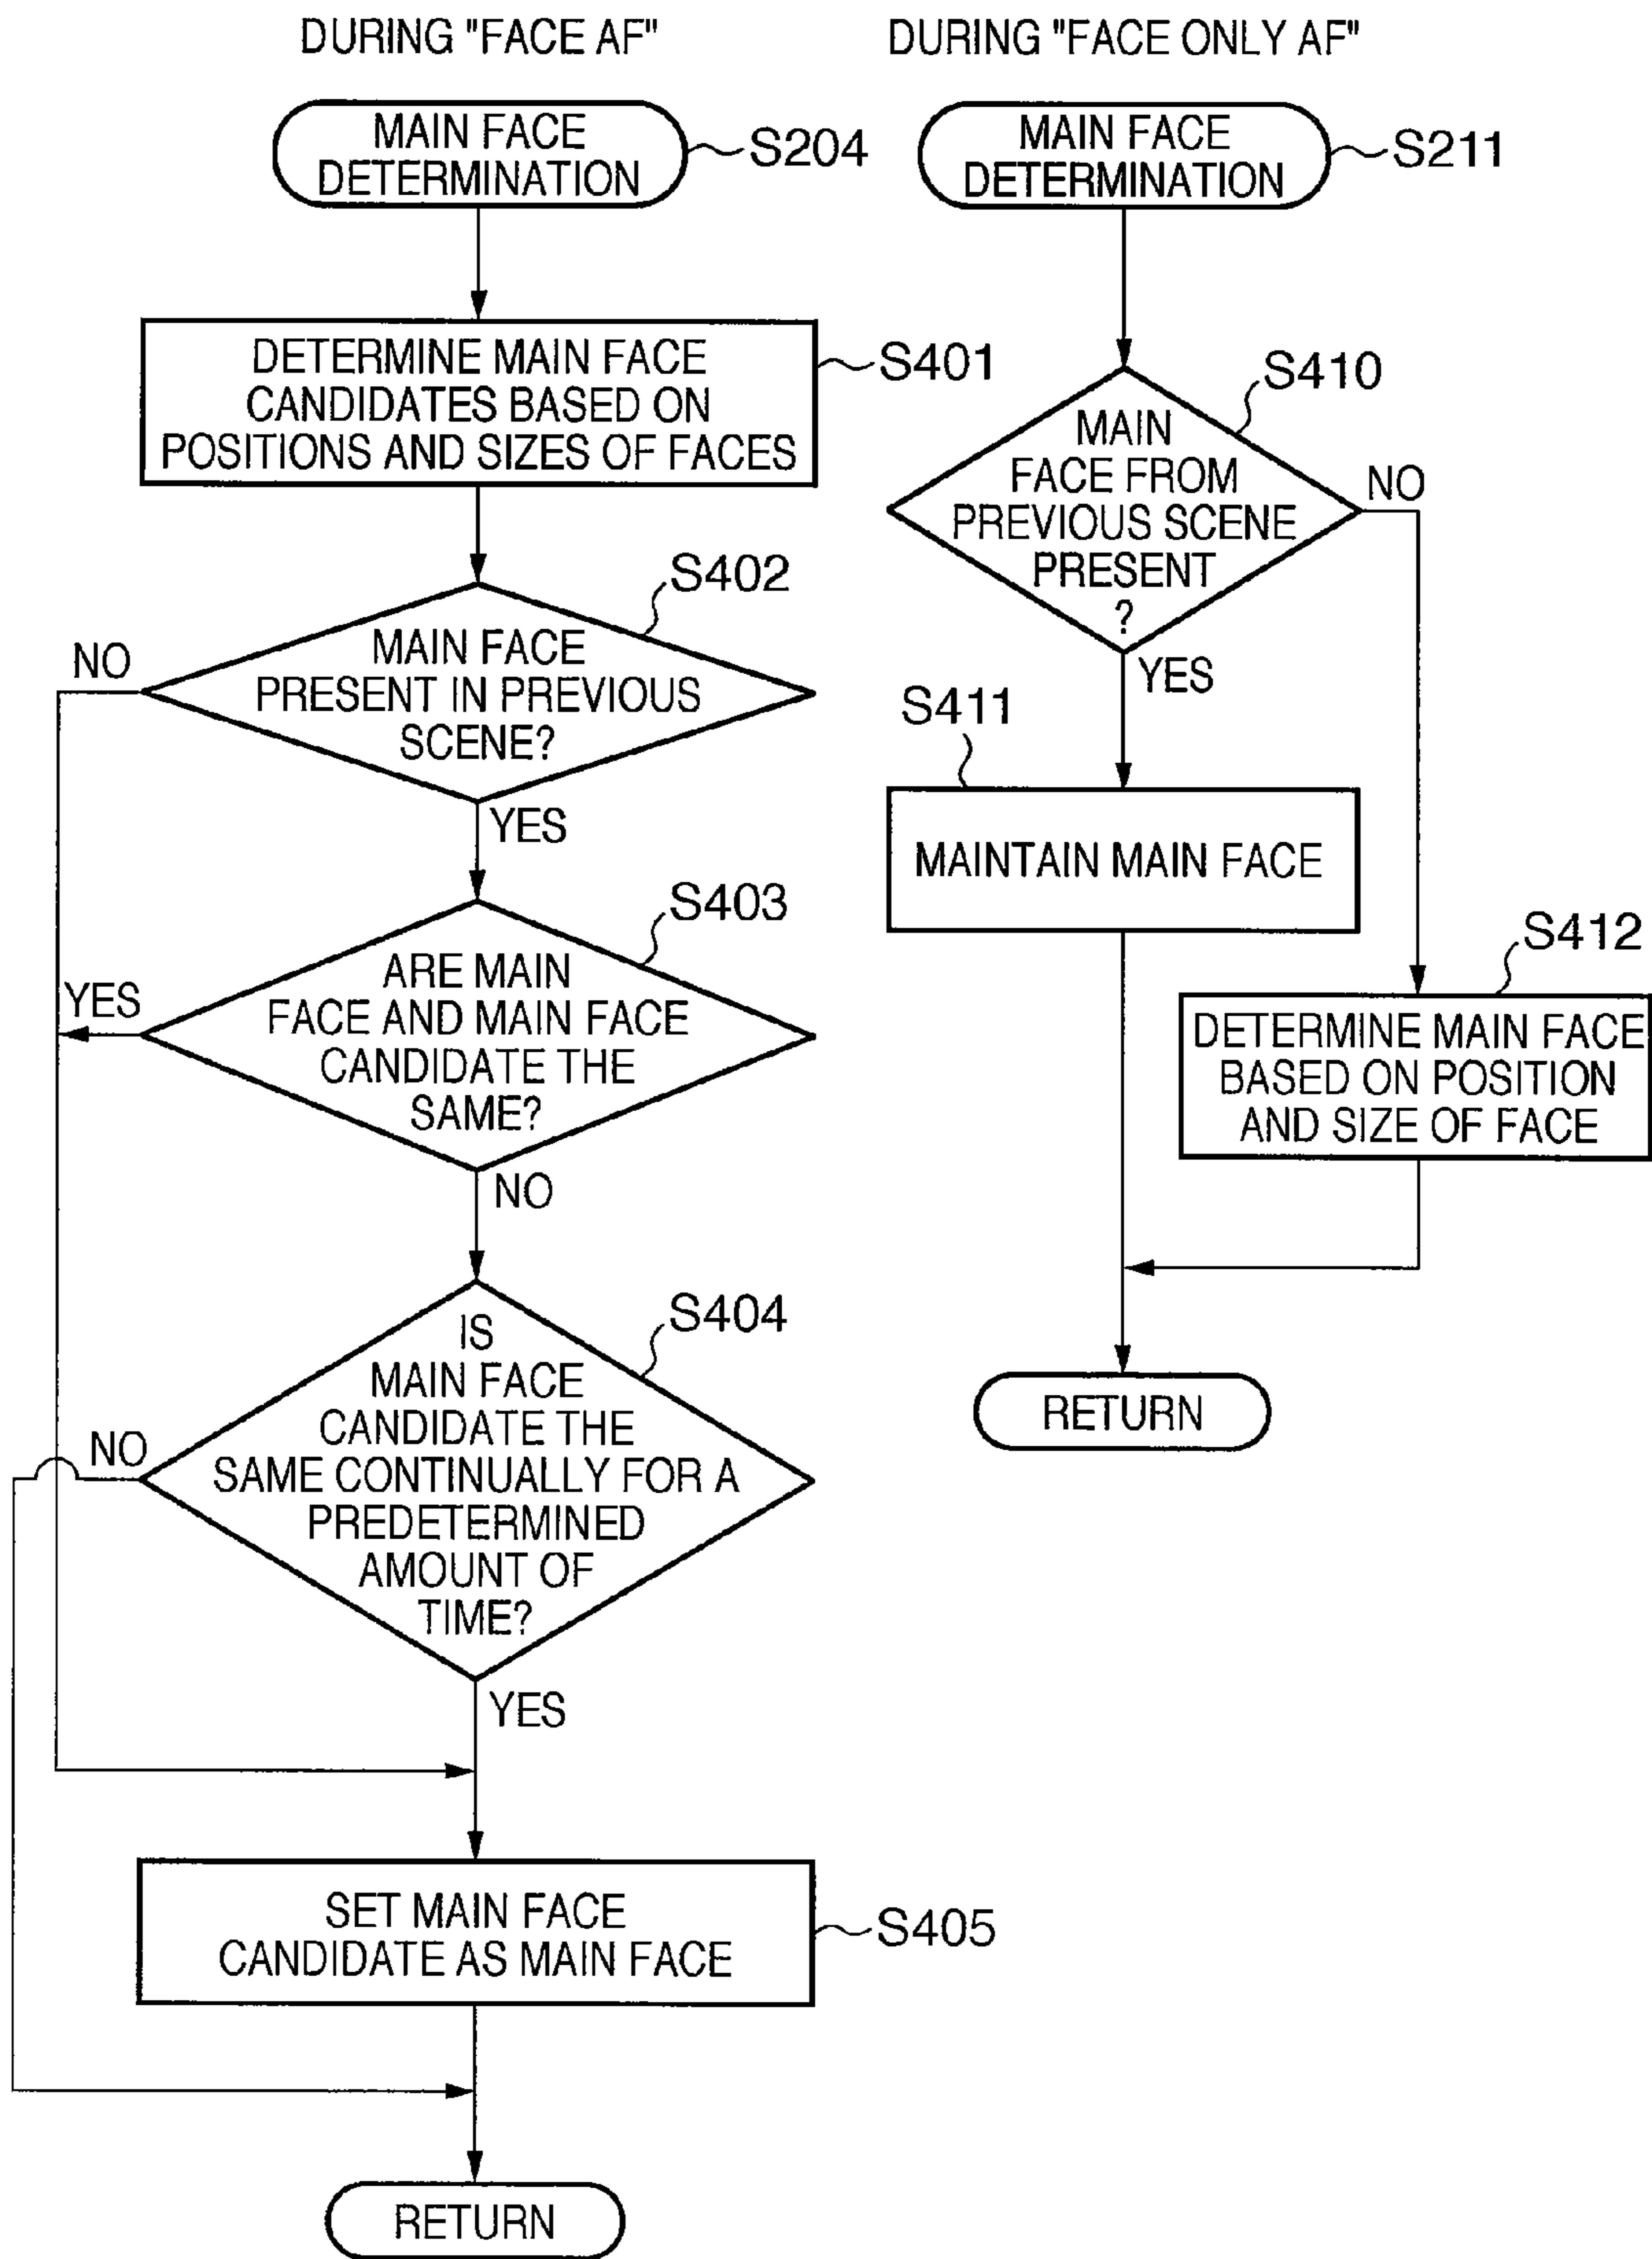 DURING "FACE AF"
MAIN FACE
DETERMINATION
S204
DETERMINE MAIN FACE
CANDIDATES BASED ON
POSITIONS AND SIZES OF FACES
S401
S402
MAIN FACE
PRESENT IN PREVIOUS
SCENE?
NO
YES
S403
ARE MAIN
FACE AND MAIN FACE
CANDIDATE THE
SAME?
YES
NO
S404
IS
MAIN FACE
CANDIDATE THE
SAME CONTINUALLY FOR A
PREDETERMINED
AMOUNT OF
TIME?
NO
YES
SET MAIN FACE
CANDIDATE AS MAIN FACE
S405
RETURN
DURING "FACE ONLY AF"
MAIN FACE
DETERMINATION
S211
S410
MAIN
FACE FROM
PREVIOUS SCENE
PRESENT
?
NO
YES
S411
MAINTAIN MAIN FACE
S412
DETERMINE MAIN FACE
BASED ON POSITION
AND SIZE OF FACE
RETURN